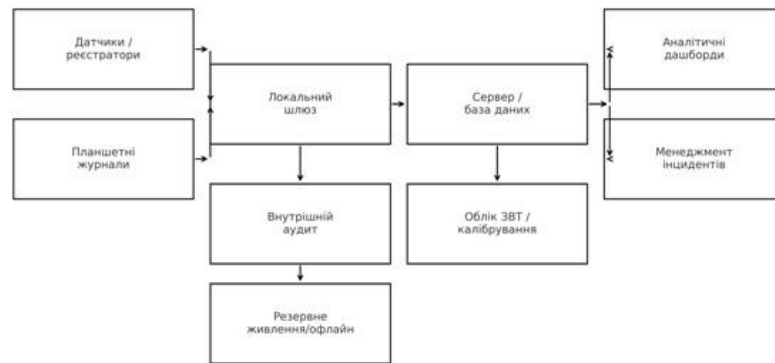 Датчики /
реєстратори
Планшетні
журнали
Локальний
шлюз
Сервер /
база даних
Аналітичні
дашборди
Менеджмент
інцидентів
Внутрішній
аудит
Облік ЗВТ /
калібрування
Резервне
живлення/офлайн